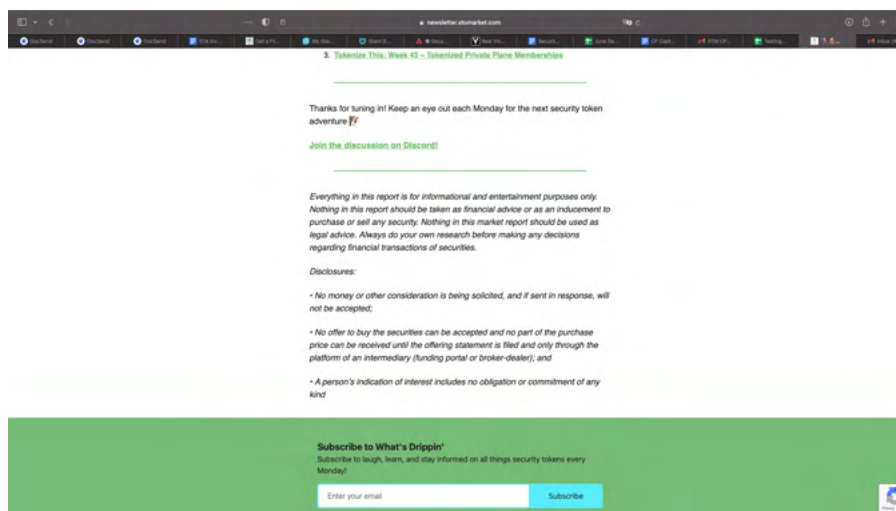 newsletter.stomarket.com
DocSend
DocSend
DocSend
3. Tokenize This: Week 43 – Tokenized Private Plane Memberships
Thanks for tuning in! Keep an eye out each Monday for the next security token
adventure
Join the discussion on Discord!
Everything in this report is for informational and entertainment purposes only.
Nothing in this report should be taken as financial advice or as an inducement to
purchase or sell any security. Nothing in this market report should be used as
legal advice. Always do your own research before making any decisions
regarding financial transactions of securities.
Disclosures:
• No money or other consideration is being solicited, and if sent in response, will
not be accepted;
• No offer to buy the securities can be accepted and no part of the purchase
price can be received until the offering statement is filed and only through the
platform of an intermediary (funding portal or broker-dealer); and
• A person's indication of interest includes no obligation or commitment of any
kind
Subscribe to What's Drippin'
Subscribe to laugh, learn, and stay informed on all things security tokens every
Monday!
Enter your email
Subscribe